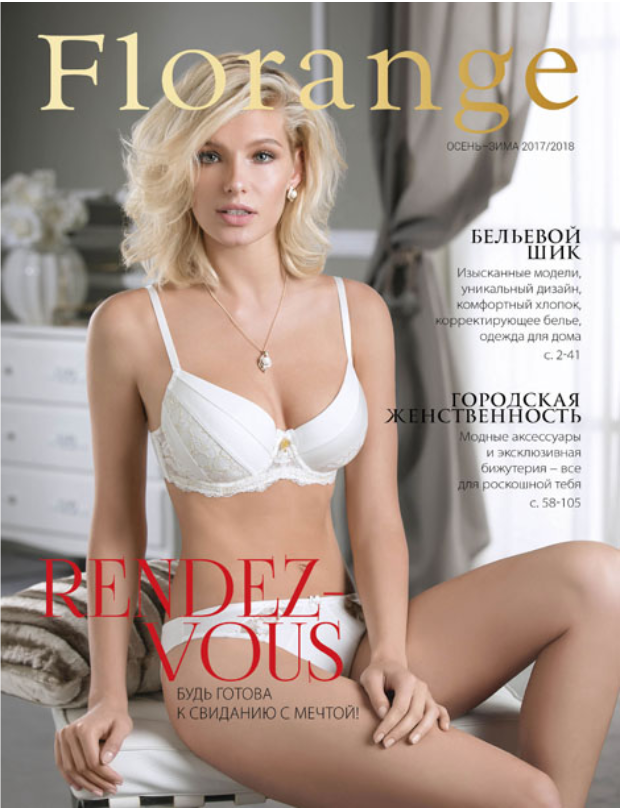 Florange
ОСЕНЬ–ЗИМА 2017/2018
БЕЛЬЕВОЙ
ШИК
Изысканные модели,
уникальный дизайн,
комфортный хлопок,
корректирующее белье,
одежда для дома
с. 2-41
ГОРОДСКАЯ
ЖЕНСТВЕННОСТЬ
Модные аксессуары
и эксклюзивная
бижутерия – все
для роскошной тебя
с. 58-105
RENDEZ-
VOUS
БУДЬ ГОТОВА
К СВИДАНИЮ С МЕЧТОЙ!